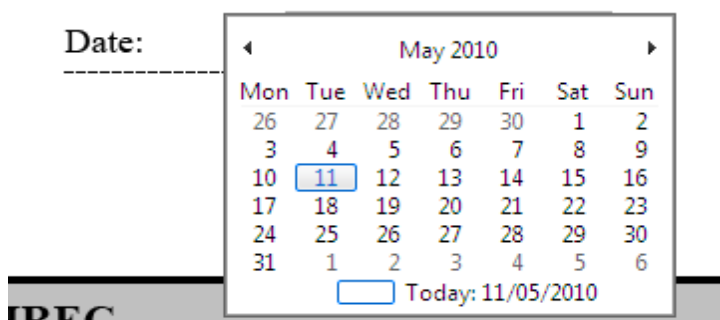 Date:
May 2010
Mon Tue Wed Thu Fri Sat Sun
26 27 28 29 30 1 2
3 4 5 6 7 8 9
10 11 12 13 14 15 16
17 18 19 20 21 22 23
24 25 26 27 28 29 30
31 1 2 3 4 5 6
Today: 11/05/2010